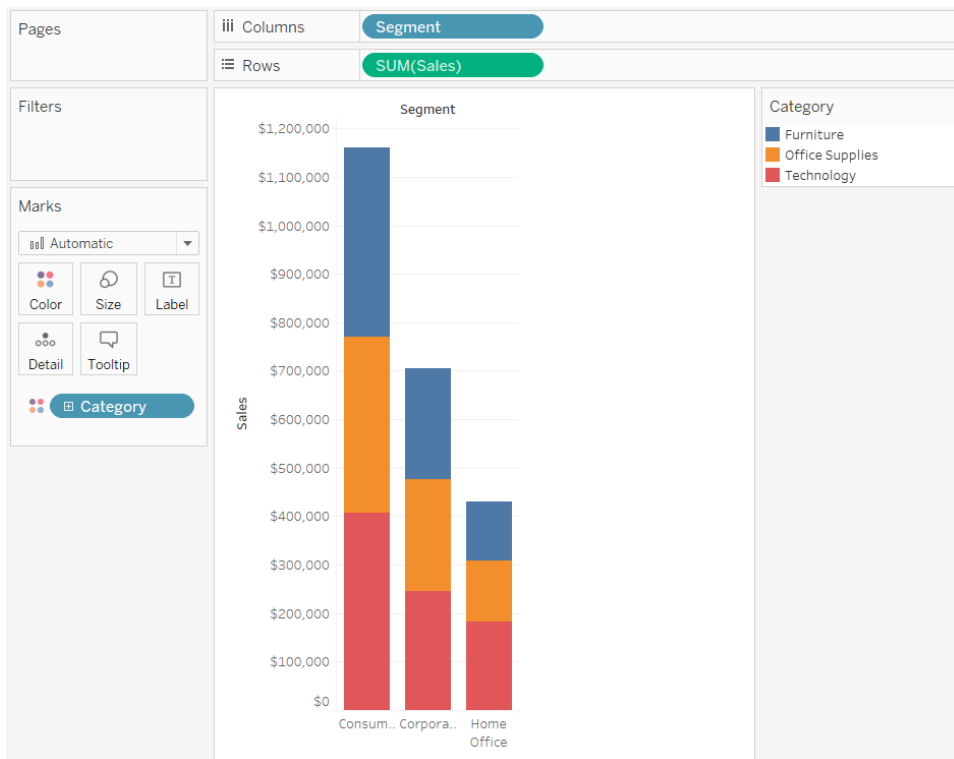 Pages
Columns
Segment
Rows
SUM(Sales)
Filters
Marks
Automatic
Color
Size
T
Label
Detail
Tooltip
Category
Segment
Sales
$1,200,000
$1,100,000
$1,000,000
$900,000
$800,000
$700,000
$600,000
$500,000
$400,000
$300,000
$200,000
$100,000
$0
Consum..
Corpora..
Home
Office
Category
Furniture
Office Supplies
Technology